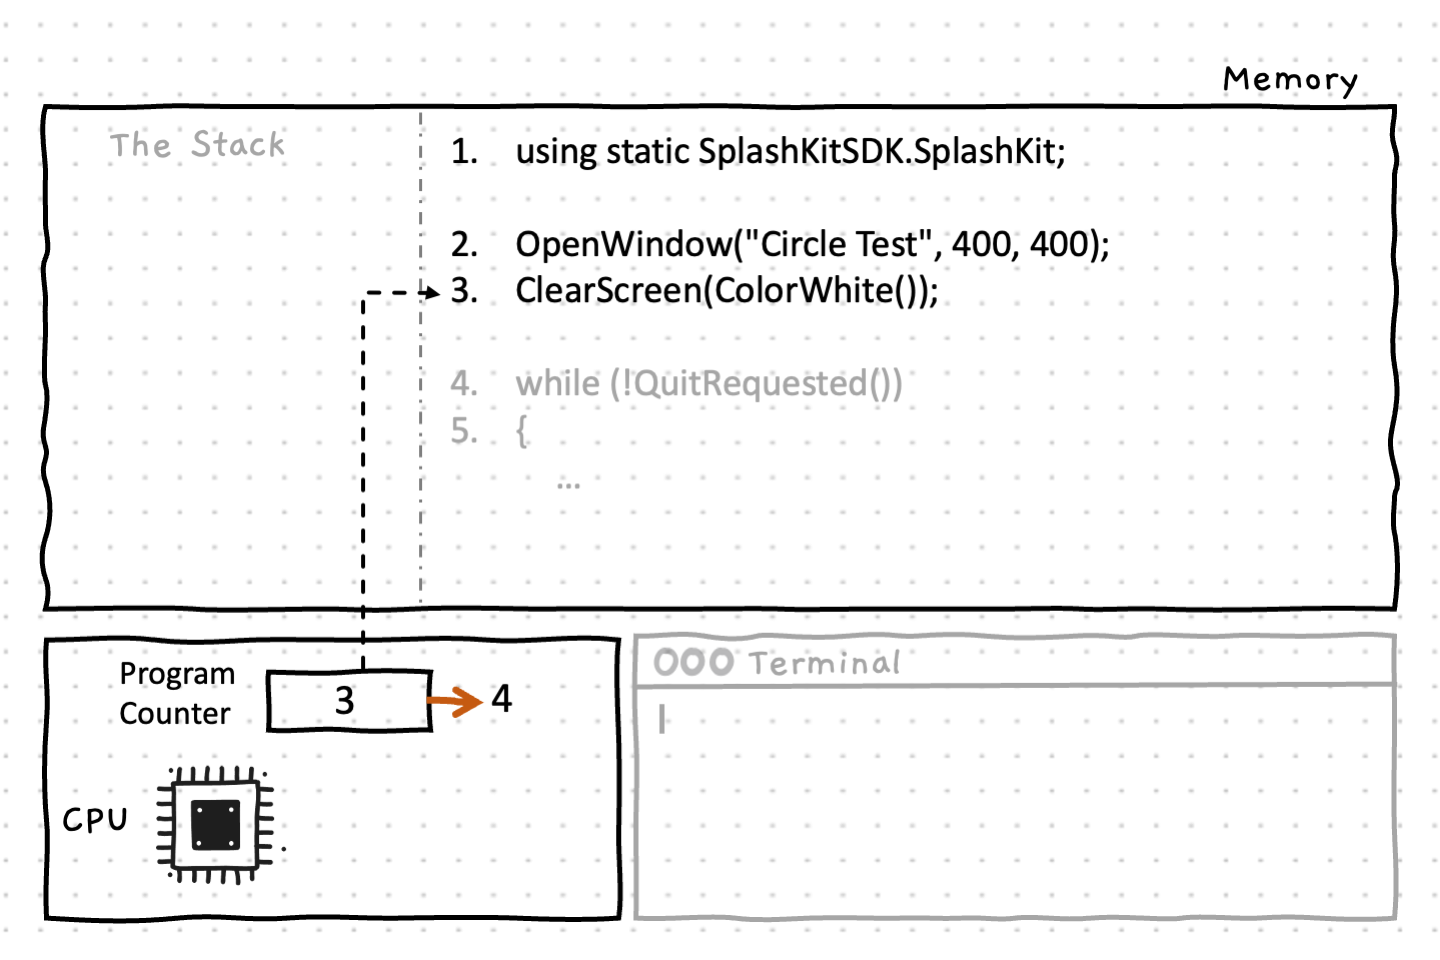 Memory
The Stack
1. using static SplashKitSDK.SplashKit;
2. OpenWindow("Circle Test", 400, 400);
3. ClearScreen(ColorWhite());
4. while (!QuitRequested())
5. {
...
Program
Counter
3
4
CPU
Terminal